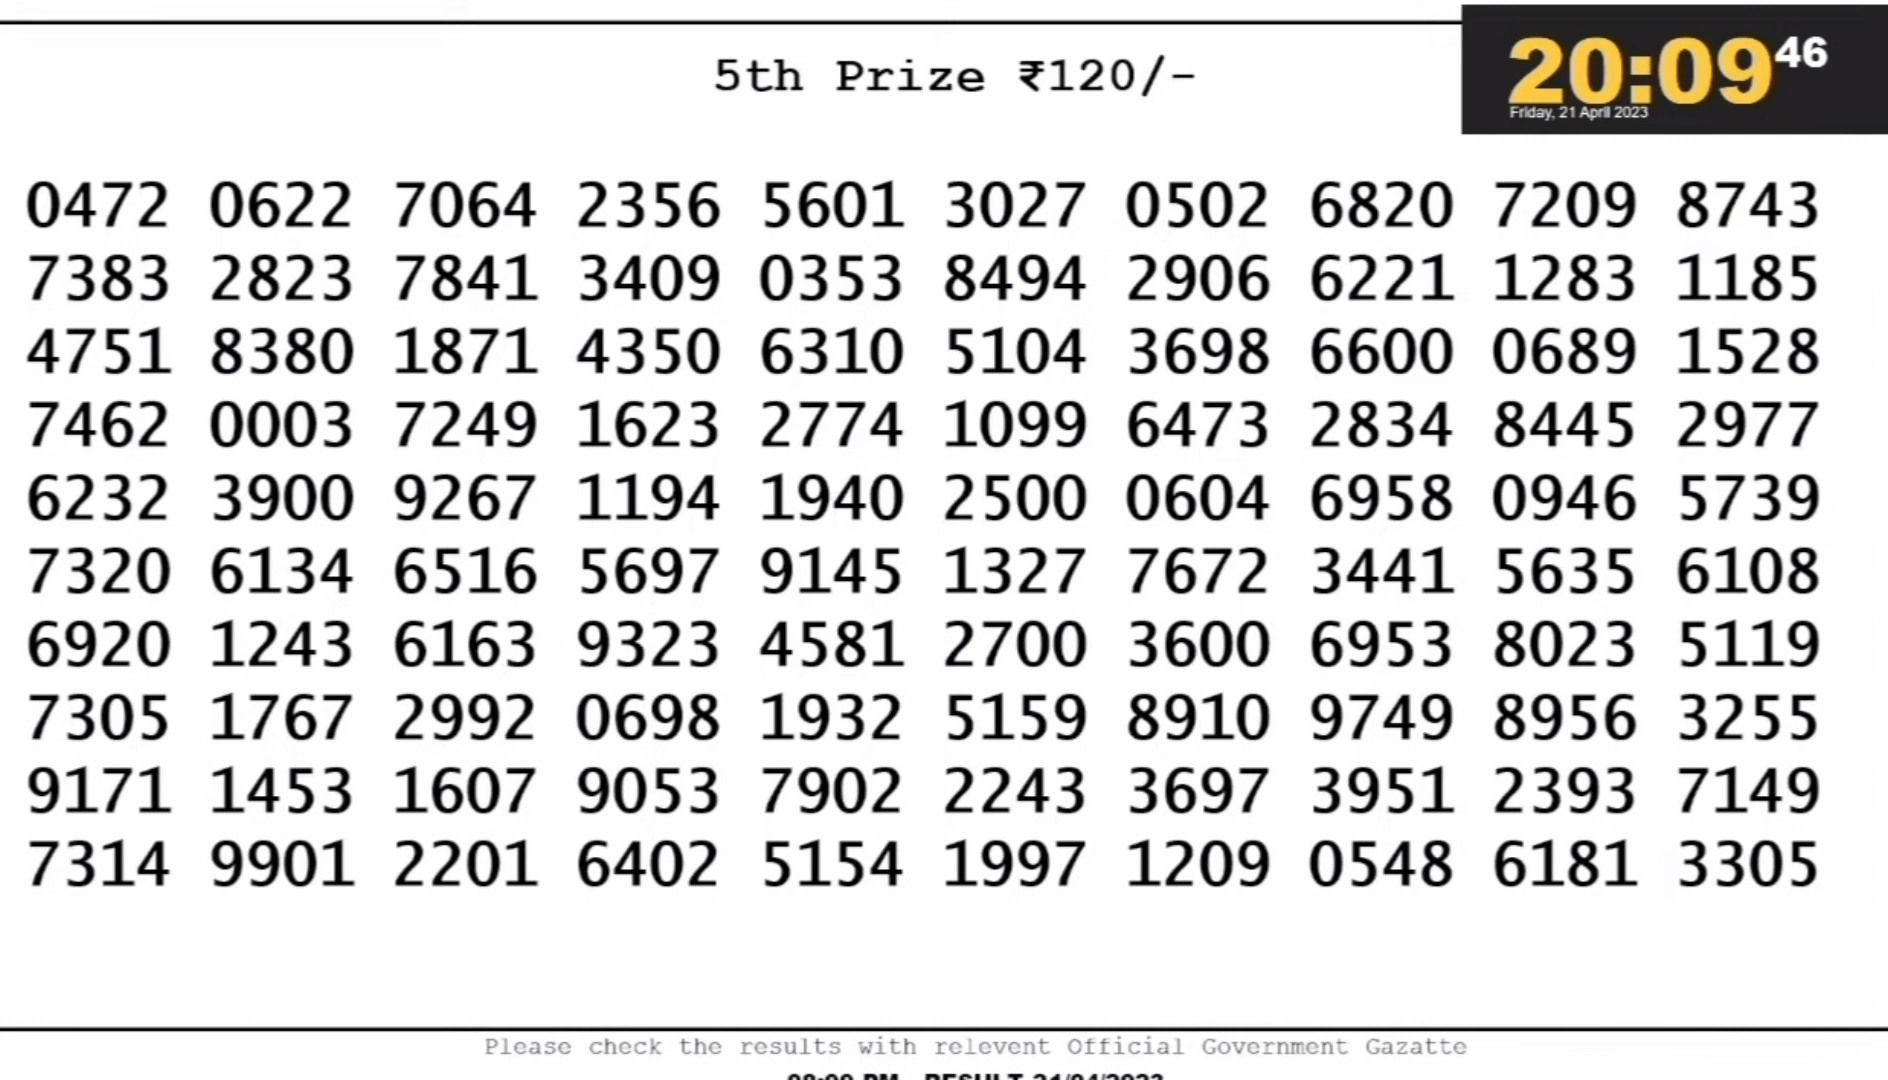 5th Prize ₹120/-
20:09 46
Friday, 21 April 2023
0472 0622 7064 2356 5601 3027 0502 6820 7209 8743
7383 2823 7841 3409 0353 8494 2906 6221 1283 1185
4751 8380 1871 4350 6310 5104 3698 6600 0689 1528
7462 0003 7249 1623 2774 1099 6473 2834 8445 2977
6232 3900 9267 1194 1940 2500 0604 6958 0946 5739
7320 6134 6516 5697 9145 1327 7672 3441 5635 6108
6920 1243 6163 9323 4581 2700 3600 6953 8023 5119
7305 1767 2992 0698 1932 5159 8910 9749 8956 3255
9171 1453 1607 9053 7902 2243 3697 3951 2393 7149
7314 9901 2201 6402 5154 1997 1209 0548 6181 3305
Please check the results with relevent Official Government Gazatte
PM RESULT